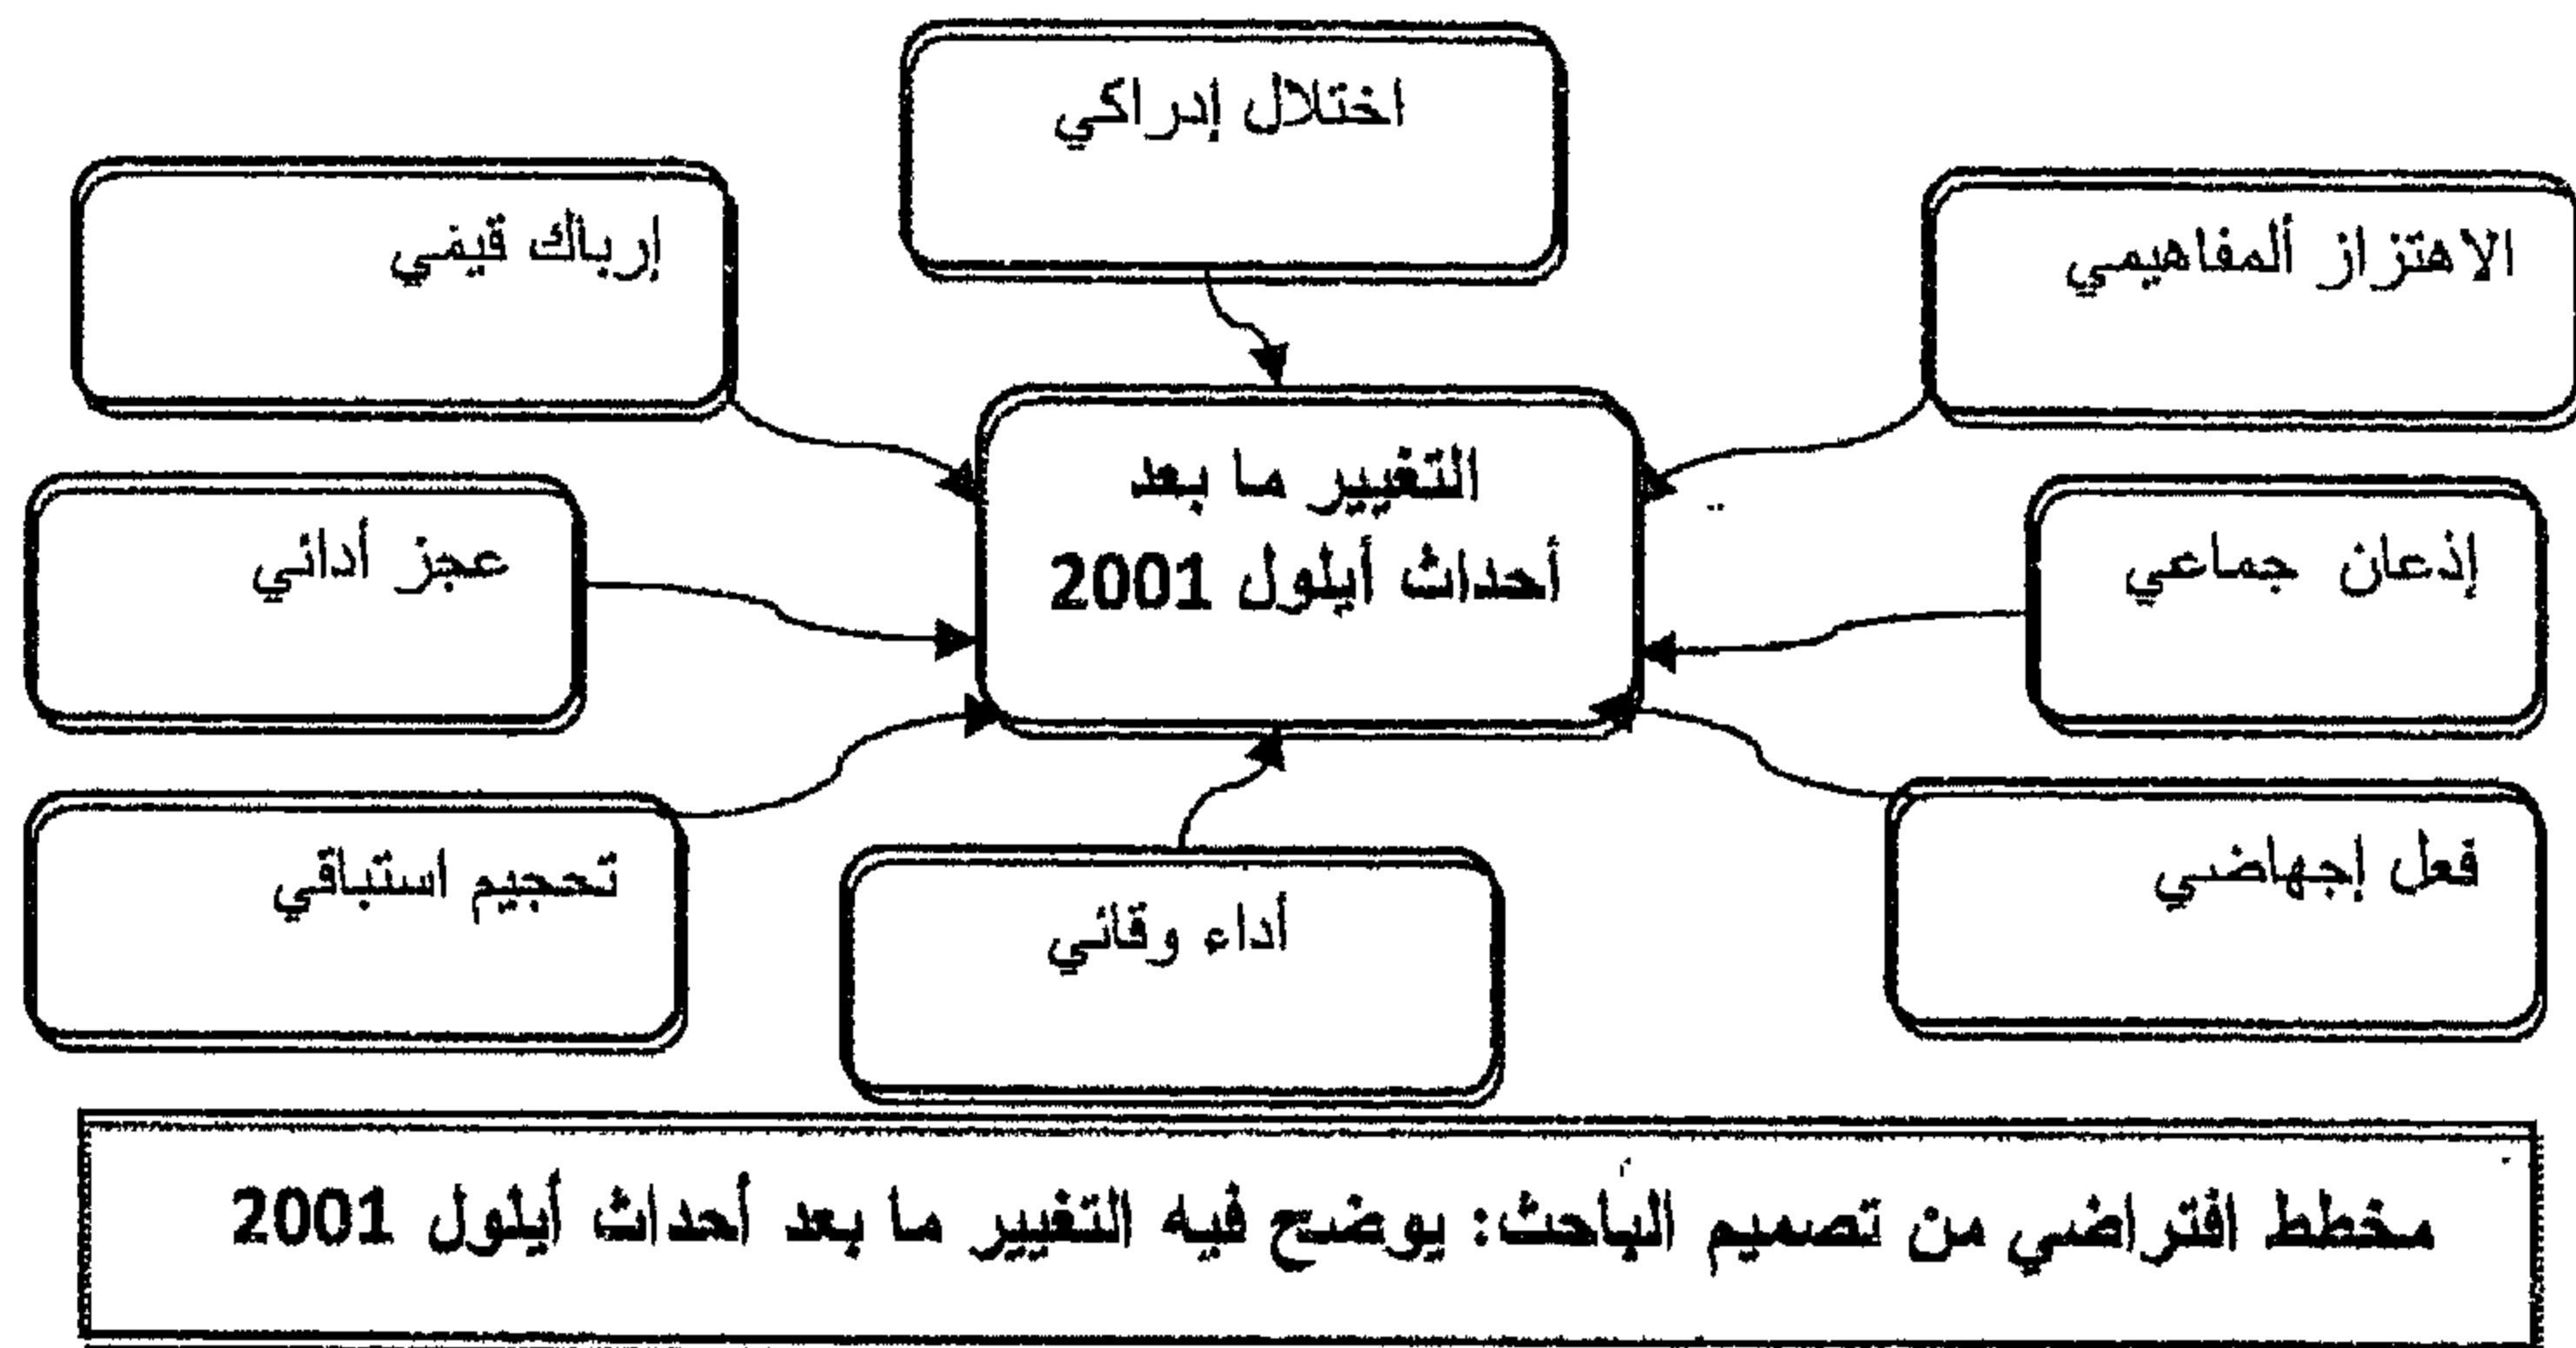 اختلال إدراكي
الاهتزاز ألمفاهيمي
إرباك قيمي
التغيير ما بعد
أحداث أيلول 2001
إذعان جماعي
عجز أدائي
فعل إجهاضي
تحجيم استباقي
أداء وقائي
مخطط افتراضي من تصميم الباحث: يوضح فيه التغيير ما بعد أحداث أيلول 2001